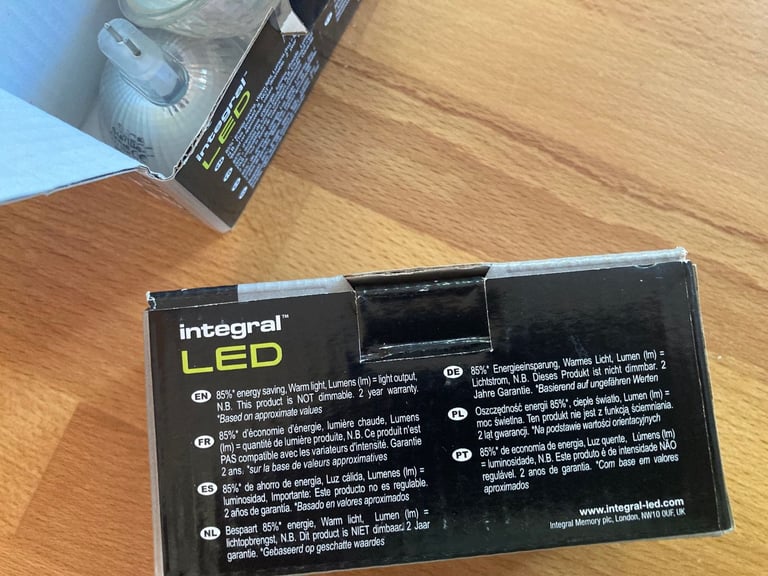 integral™
LED
integral™
LED
EN 85%* energy saving, Warm light, Lumens (lm) = light output,
N.B. This product is NOT dimmable. 2 year warranty.
*Based on approximate values
FR 85%* d'économie d'énergie, lumière chaude, Lumens
(lm) = quantité de lumière produite, N.B. Ce produit n'est
PAS compatible avec les variateurs d'intensité. Garantie
2 ans. *sur la base de valeurs approximatives
ES 85%* de ahorro de energia, Luz cálida, Lumenes (lm) =
luminosidad, Importante: Este producto no es regulable.
2 años de garantía. *Basado en valores aproximados
NL Bespaart 85%* energie, Warm licht, Lumen (lm) =
lichtopbrengst, N.B. Dit product is NIET dimbaar. 2 Jaar
garantie. *Gebaseerd op geschatte waardes
DE 85%* Energieeinsparung, Warmes Licht, Lumen (lm) =
Lichtstrom, N.B. Dieses Produkt ist nicht dimmbar. 2
Jahre Garantie. *Basierend auf ungefähren Werten
PL Oszczędność energii 85%*, ciepłe światło, Lumen (lm) =
moc świetlna. Ten produkt nie jest z funkcją ściemniania.
2 lat gwarancji. *Na podstawie wartości orientacyjnych
PT 85%* de economia de energia, Luz quente, Lúmens (lm)
= luminosidade, N.B. Este produto é de intensidade NÃO
regulável. 2 anos de garantia. *Com base em valores
aproximados
www.integral-led.com
Integral Memory plc, London, NW10 0UF, UK